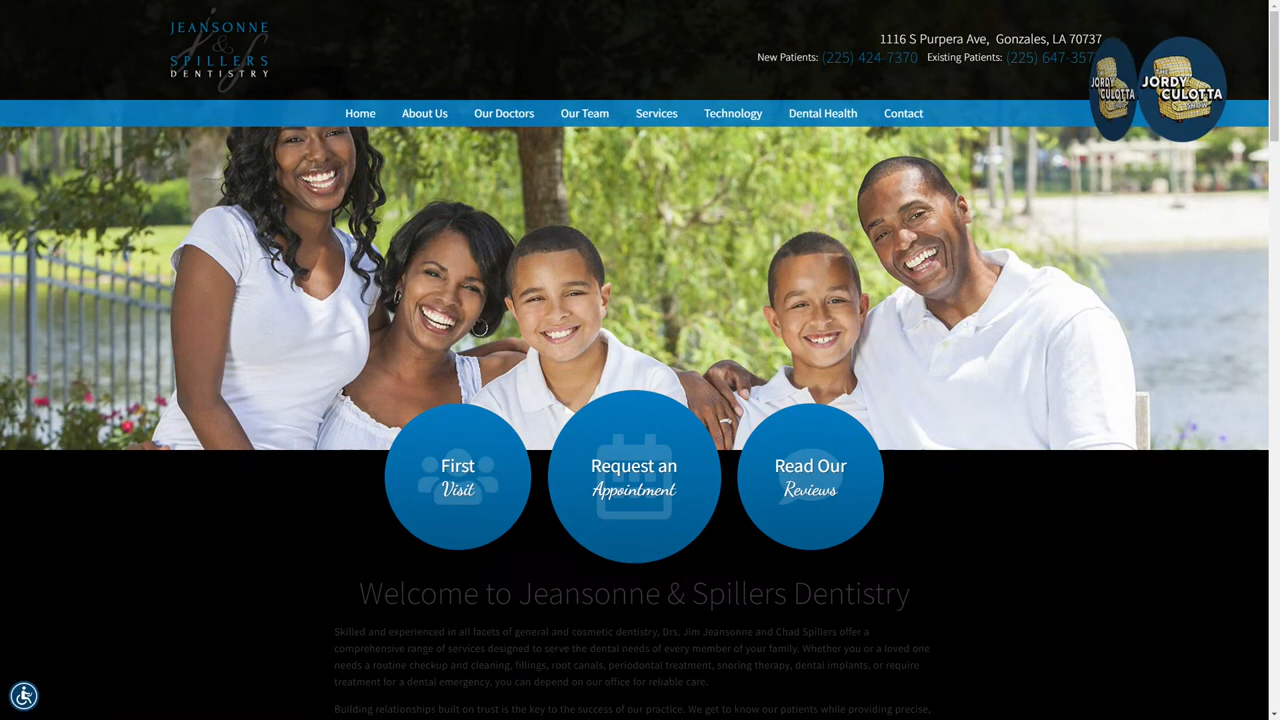 JEANSONNE
&
SPILLERS
DENTISTRY
1116 S Purpera Ave, Gonzales, LA 70737
New Patients: (225) 424-7370 Existing Patients: (225)
THE
JORDY
CULOTTA
THE
JORDY
CULOTTA
SHOW
Home About Us Our Doctors Our Team Services Technology Dental Health Contact
First
Visit
Request an
Appointment
Read Our
Reviews
Welcome to Jeansonne & Spillers Dentistry
Skilled and experienced in all facets of general and cosmetic dentistry, Drs. Jim Jeansonne and Chad Spillers offer a
comprehensive range of services designed to serve the dental needs of every member of your family. Whether you or a loved one
needs a routine checkup and cleaning, fillings, root canals, periodontal treatment, snoring therapy, dental implants, or require
treatment for a dental emergency, you can depend on our office for reliable care.
Building relationships built on trust is the key to the success of our practice. We get to know our patients while providing precise,